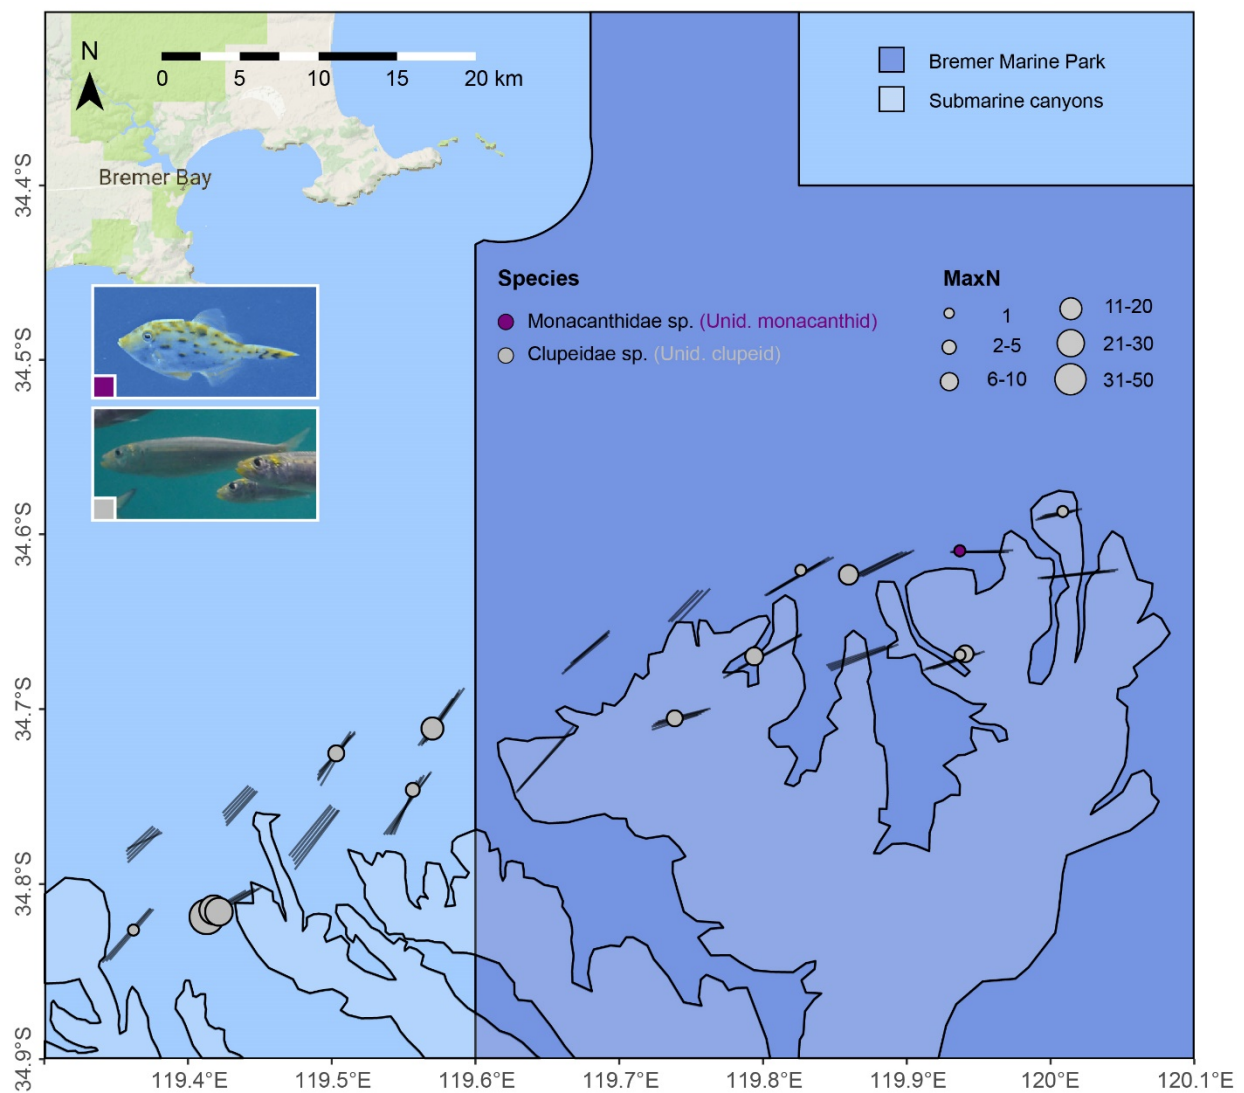 N
0 5 10 15 20 km
Bremer Marine Park
Submarine canyons
Bremer Bay
Species
Monacanthidae sp. (Unid. monacanthid)
Clupeidae sp. (Unid. clupeid)
MaxN
1
2-5
6-10
11-20
21-30
31-50
34.4°S
34.5°S
34.6°S
34.7°S
34.8°S
34.9°S
119.4°E 119.5°E 119.6°E 119.7°E 119.8°E 119.9°E 120°E 120.1°E